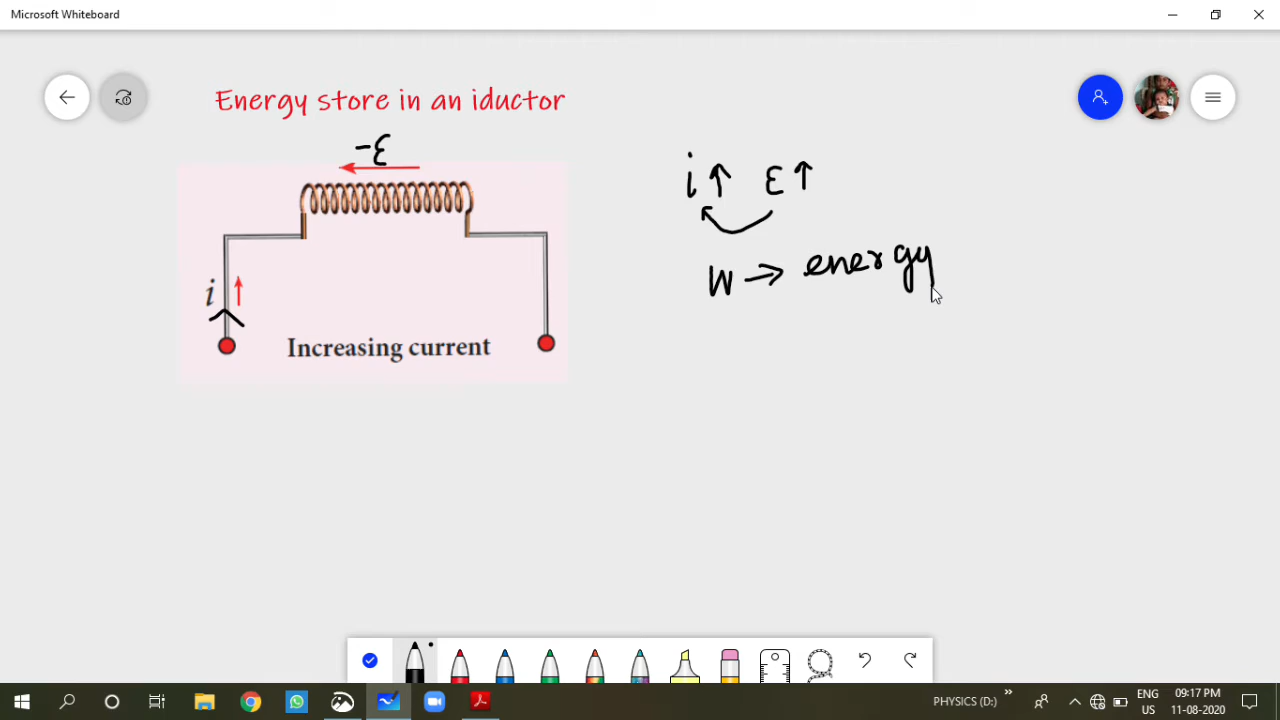 Microsoft Whiteboard
Energy store in an iductor
-ε
i↑ ε↑
W → energy
i
Increasing current
PHYSICS (D:)
»
ENG
US
09:17 PM
11-08-2020